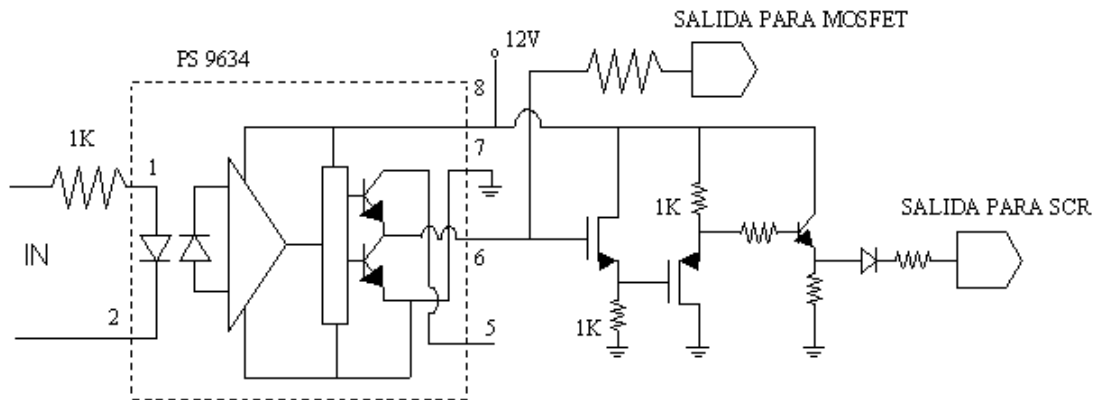 SALIDA PARA MOSFET
12V
PS 9634
8
7
1K
1
IN
2
6
5
1K
1K
SALIDA PARA SCR